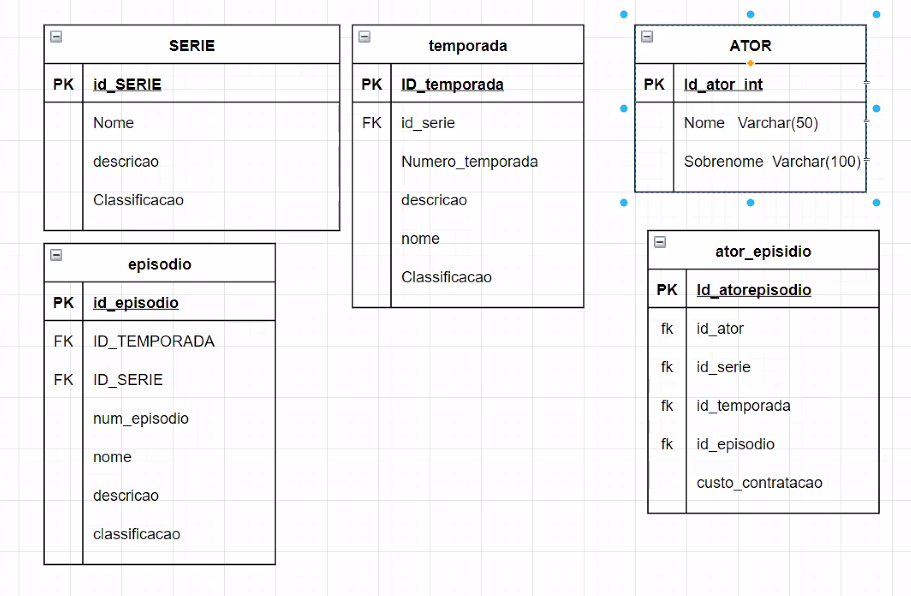 SERIE
PK id_SERIE
Nome
descricao
Classificacao
temporada
PK ID_temporada
FK id_serie
Numero_temporada
descricao
nome
Classificacao
ATOR
PK Id_ator int
Nome Varchar(50)
Sobrenome Varchar(100)
episodio
PK id_episodio
FK ID_TEMPORADA
FK ID_SERIE
num_episodio
nome
descricao
classificacao
ator_episidio
PK Id_atorepisodio
fk id_ator
fk id_serie
fk id_temporada
fk id_episodio
custo_contratacao